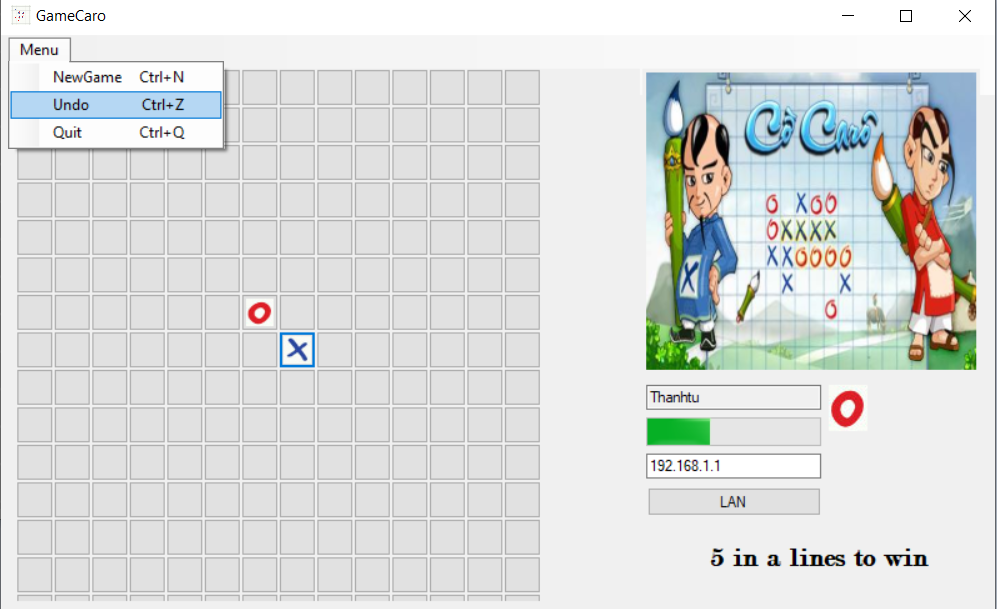 GameCaro
Menu
NewGame Ctrl+N
Undo Ctrl+Z
Quit Ctrl+Q
Cờ Carô
O X O O
O X X X X
X X O O O O
X X
O
X
O
X
Thanhtu
O
192.168.1.1
LAN
5 in a lines to win